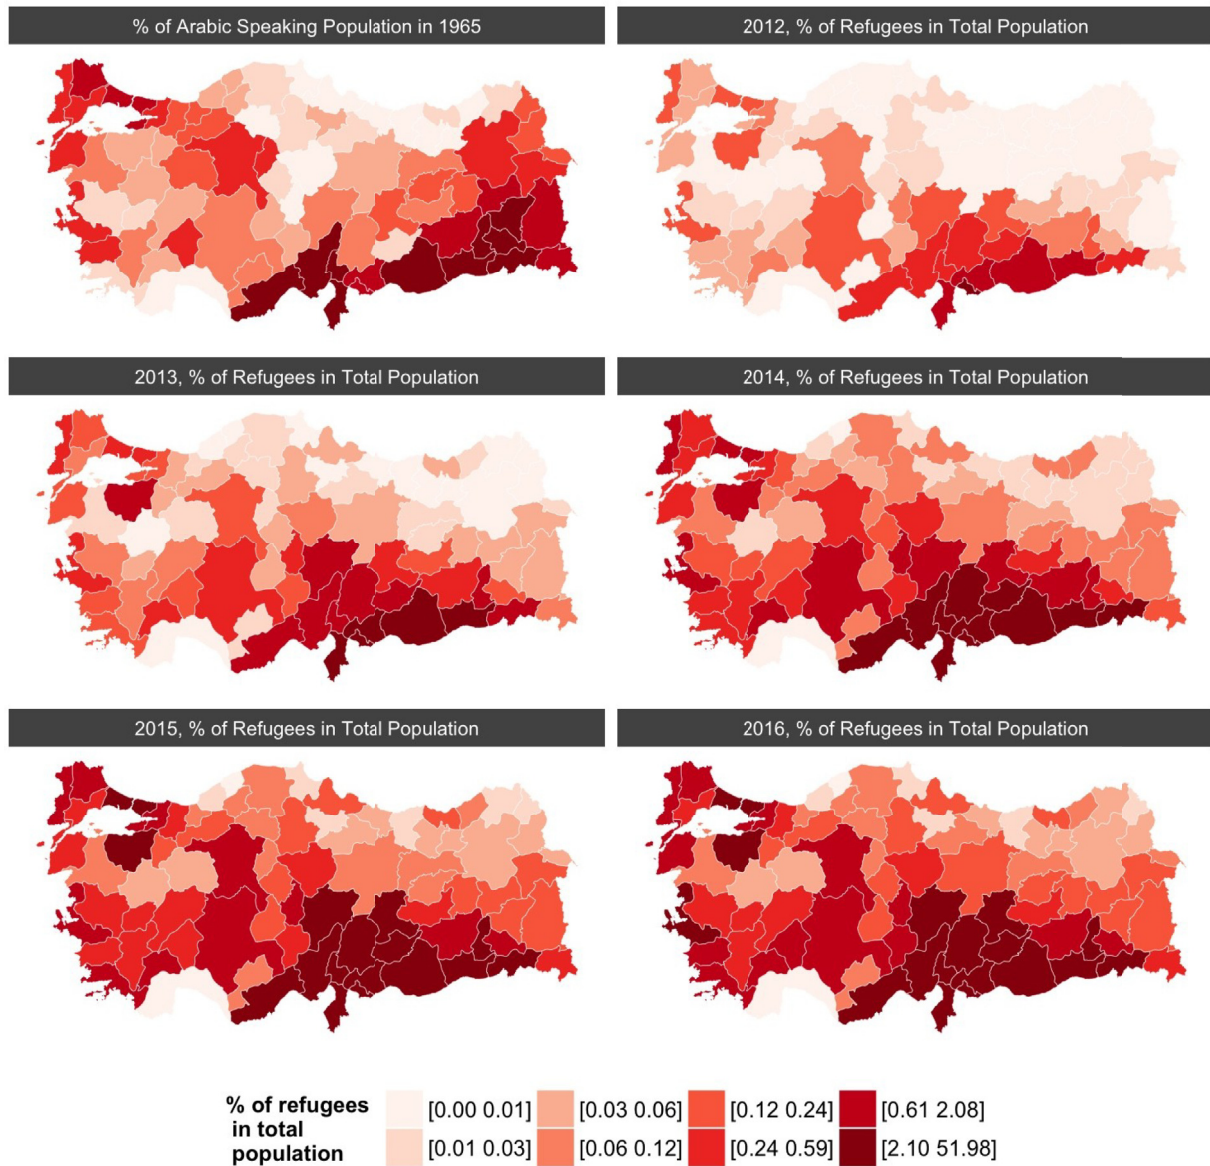 % of Arabic Speaking Population in 1965
2012, % of Refugees in Total Population
2013, % of Refugees in Total Population
2014, % of Refugees in Total Population
2015, % of Refugees in Total Population
2016, % of Refugees in Total Population
% of refugees
in total
population
[0.00 0.01]
[0.03 0.06]
[0.12 0.24]
[0.61 2.08]
[0.01 0.03]
[0.06 0.12]
[0.24 0.59]
[2.10 51.98]